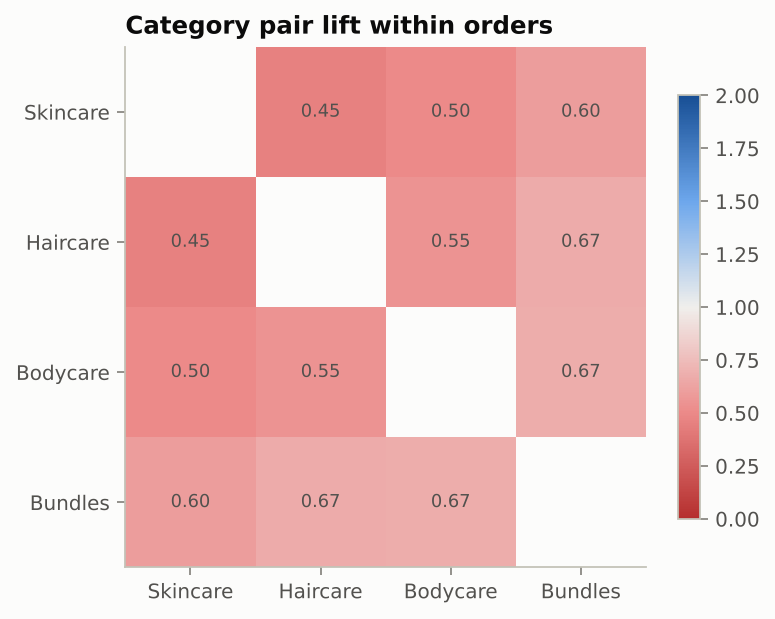 Category pair lift within orders
Skincare 0.45 0.50 0.60
Haircare 0.45 0.55 0.67
Bodycare 0.50 0.55 0.67
Bundles 0.60 0.67 0.67
Skincare Haircare Bodycare Bundles
2.00
1.75
1.50
1.25
1.00
0.75
0.50
0.25
0.00